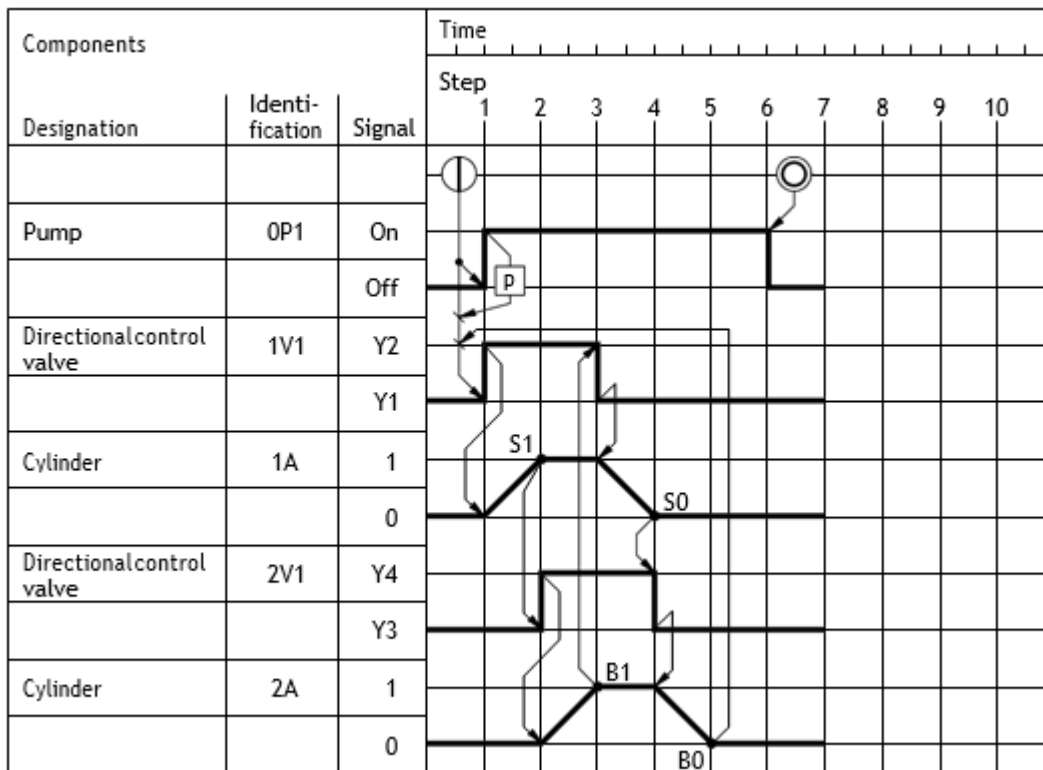 Components
Time
Step
1 2 3 4 5 6 7 8 9 10
Designation
Identi-
fication
Signal
Pump 0P1 On
p
Off
Directional control
valve
1V1 Y2
Y1
S1
Cylinder 1A 1
S0
0
Directional control
valve
2V1 Y4
Y3
B1
Cylinder 2A 1
0
B0